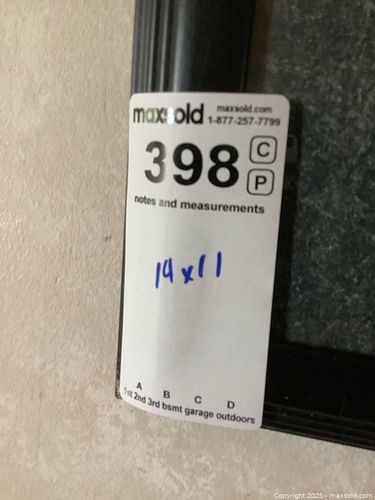 maxsold
maxsold.com
1-877-257-7799
398
C
P
notes and measurements
14x11
A B C D
1st 2nd 3rd bsmt garage outdoors
Copyright 2025 - maxsold.com